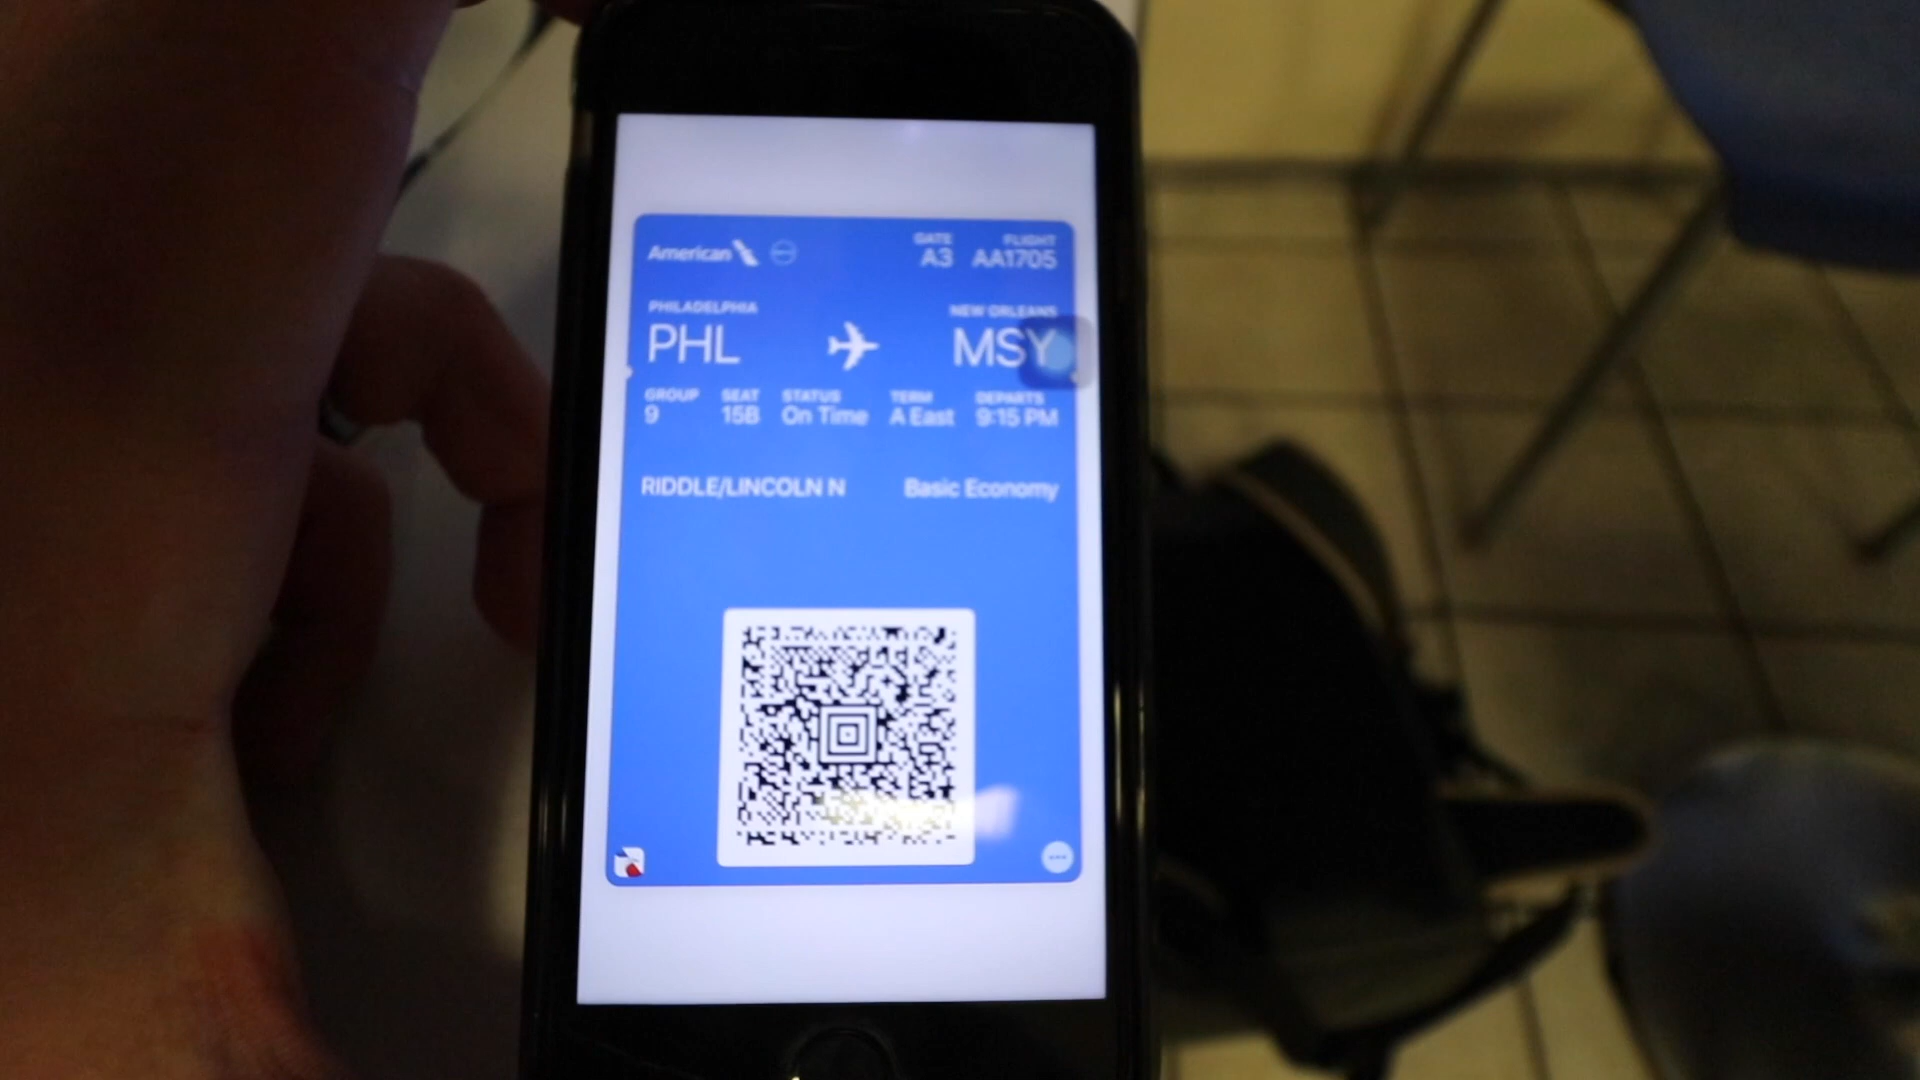 American
GATE FLIGHT
A3 AA1705
PHILADELPHIA NEW ORLEANS
PHL MSY
GROUP SEAT STATUS TERM DEPARTS
9 15B On Time A East 9:15 PM
RIDDLE/LINCOLN N Basic Economy